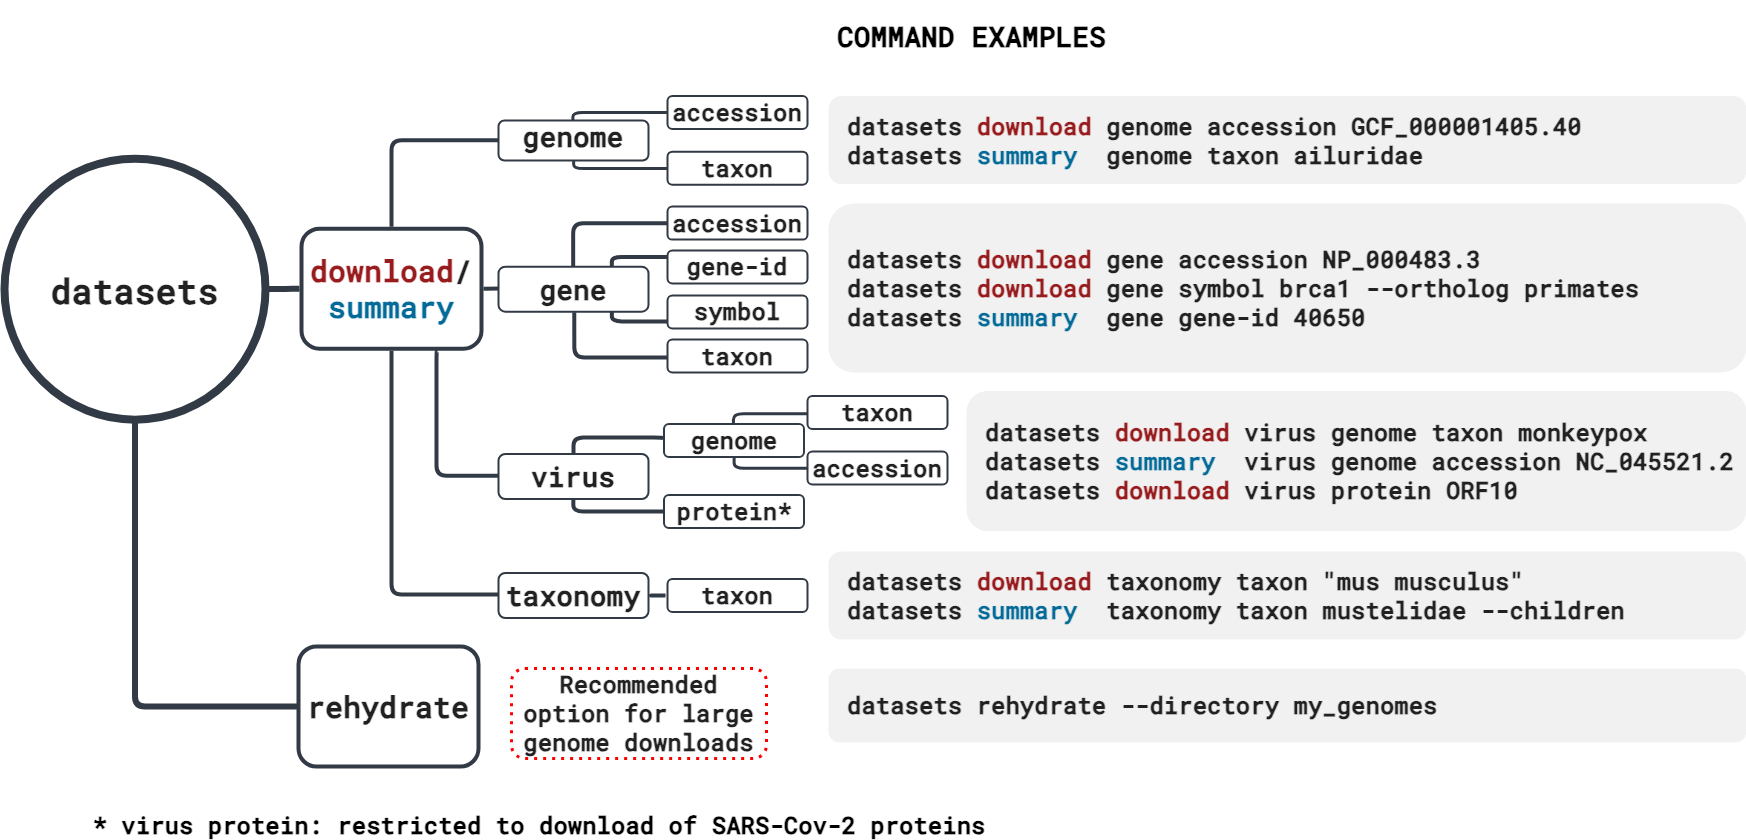 COMMAND EXAMPLES
datasets
download/
summary
genome
accession
taxon
datasets download genome accession GCF_000001405.40
datasets summary genome taxon ailuridae
gene
accession
gene-id
symbol
taxon
datasets download gene accession NP_000483.3
datasets download gene symbol brca1 --ortholog primates
datasets summary gene gene-id 40650
virus
genome
taxon
accession
protein*
datasets download virus genome taxon monkeypox
datasets summary virus genome accession NC_045521.2
datasets download virus protein ORF10
taxonomy
taxon
datasets download taxonomy taxon "mus musculus"
datasets summary taxonomy taxon mustelidae --children
rehydrate
Recommended
option for large
genome downloads
datasets rehydrate --directory my_genomes
* virus protein: restricted to download of SARS-Cov-2 proteins